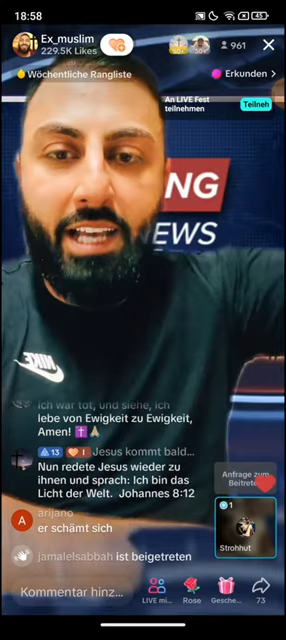 18:58
45
Ex_muslim
229.5K Likes
961
Wöchentliche Rangliste
Erkunden >
An LIVE Fest
teilnehmen
Teilneh
NG
NEWS
NIKE
ich war tot, und siehe, ich
lebe von Ewigkeit zu Ewigkeit,
Amen!
13
1
Jesus kommt bald...
Nun redete Jesus wieder zu
ihnen und sprach: Ich bin das
Licht der Welt. Johannes 8:12
A
arijano
er schämt sich
jamalelsabbah ist beigetreten
Anfrage zum
Beitrete
1
Strohhut
Kommentar hinz...
LIVE mi...
Rose
Gesche...
73